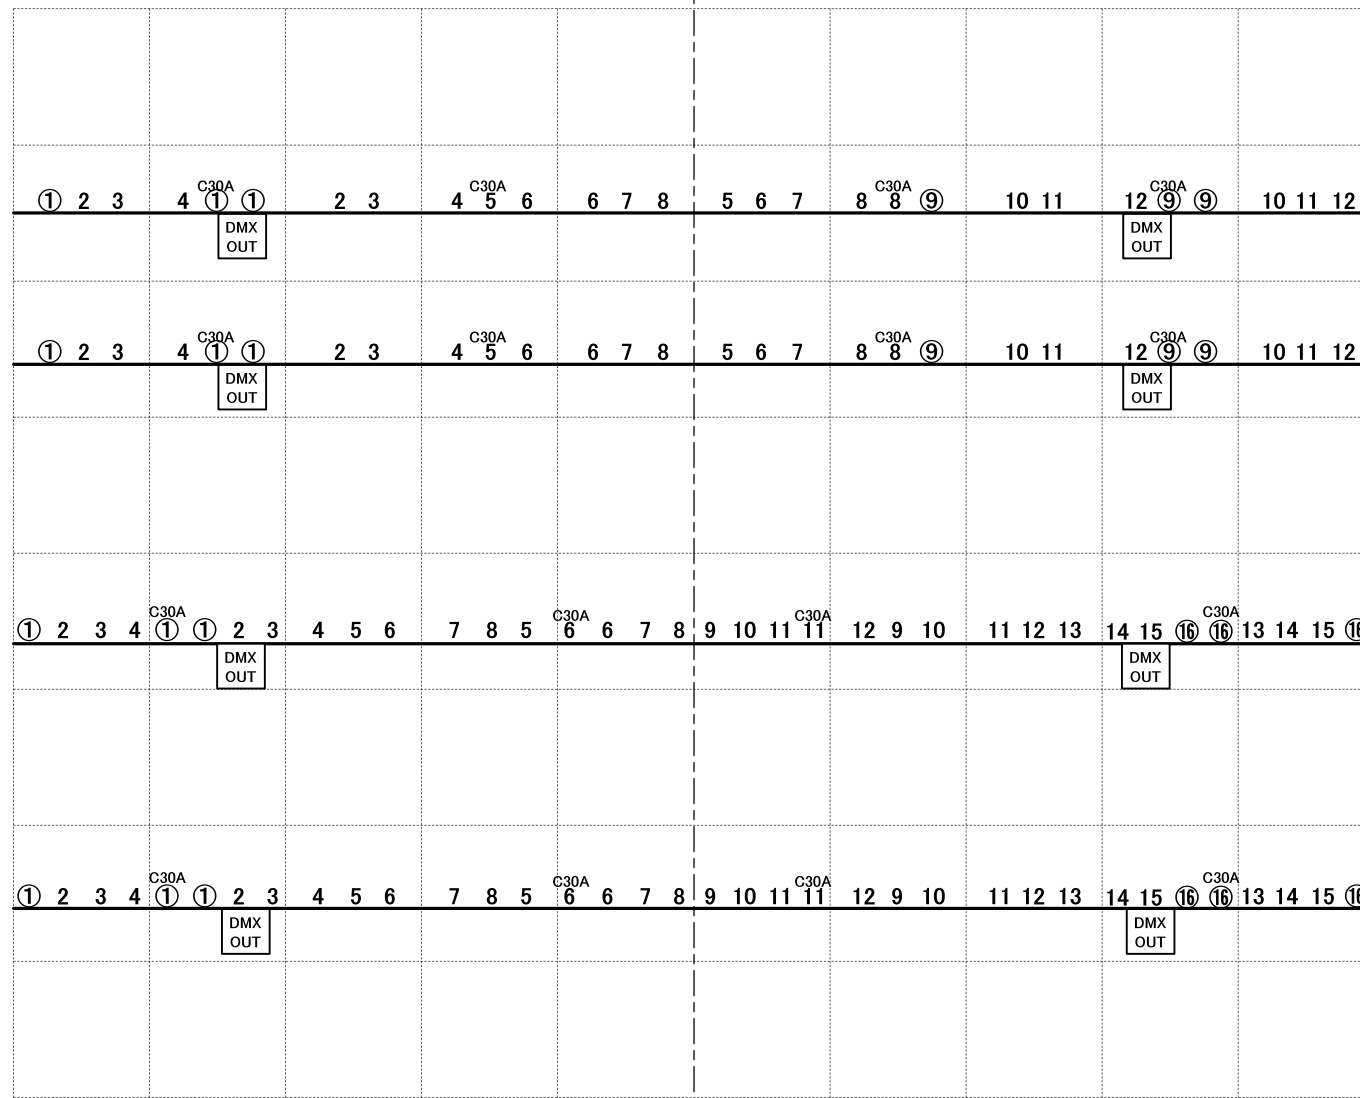 C30A C30A C30A C30A
① 2 3 4 ① ① 2 3 4 5 6 6 7 8 5 6 7 8 8 ⑨ 10 11 12 ⑨ ⑨ 10 11 12
DMX DMX
OUT OUT
C30A C30A C30A C30A
① 2 3 4 ① ① 2 3 4 5 6 6 7 8 5 6 7 8 8 ⑨ 10 11 12 ⑨ ⑨ 10 11 12
DMX DMX
OUT OUT
C30A C30A C30A C30A
① 2 3 4 ① ① 2 3 4 5 6 7 8 5 6 6 7 8 9 10 11 11 12 9 10 11 12 13 14 15 ⑯ ⑯ 13 14 15 ⑯
DMX DMX
OUT OUT
C30A C30A C30A C30A
① 2 3 4 ① ① 2 3 4 5 6 7 8 5 6 6 7 8 9 10 11 11 12 9 10 11 12 13 14 15 ⑯ ⑯ 13 14 15 ⑯
DMX DMX
OUT OUT